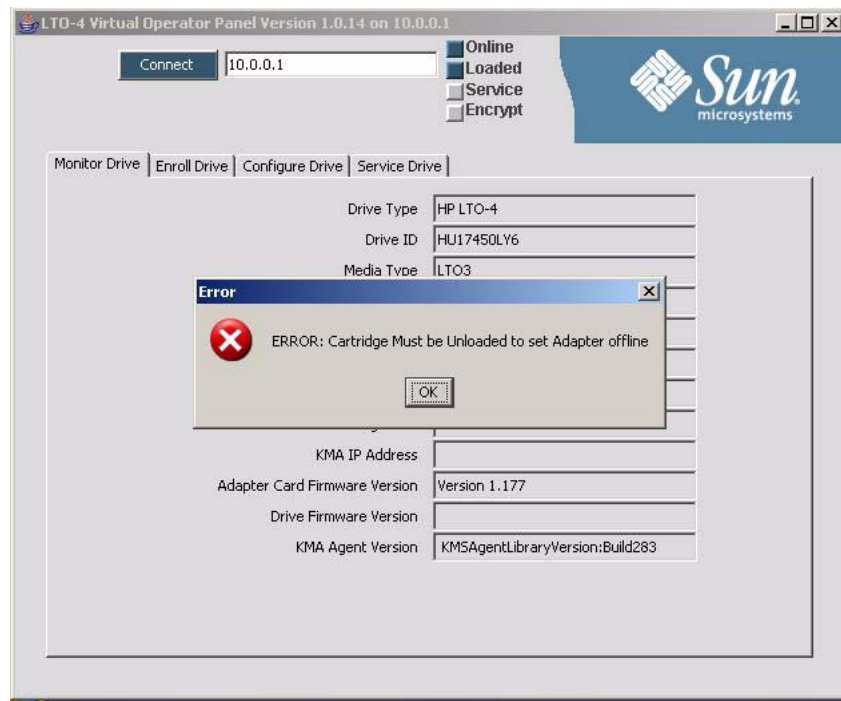 LTO-4 Virtual Operator Panel Version 1.0.14 on 10.0.0.1
Connect
10.0.0.1
Online
Loaded
Service
Encrypt
Sun
microsystems
Monitor Drive
Enroll Drive
Configure Drive
Service Drive
Drive Type
HP LTO-4
Drive ID
HU17450LY6
Media Type
LTO3
Error
ERROR: Cartridge Must be Unloaded to set Adapter offline
OK
KMA IP Address
Adapter Card Firmware Version
Version 1.177
Drive Firmware Version
KMA Agent Version
KMSAgentLibraryVersion:Build283